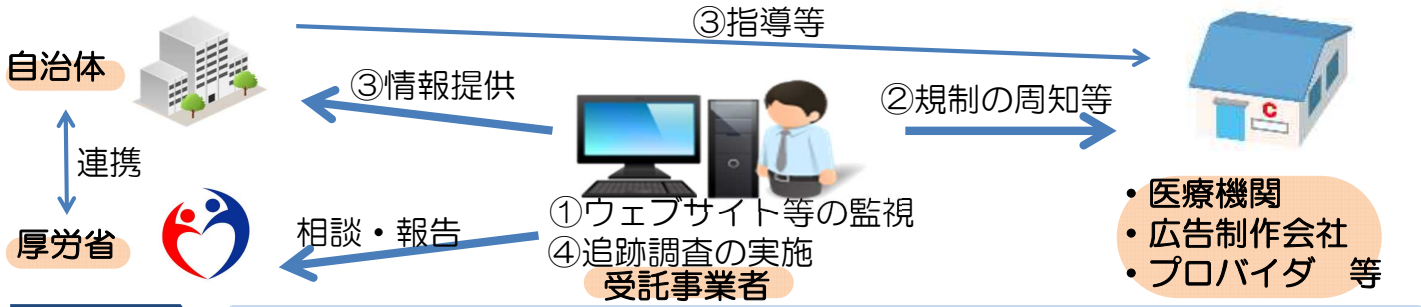 ③指導等
自治体
③情報提供
②規制の周知等
C
連携
厚労省
相談・報告
①ウェブサイト等の監視
④追跡調査の実施
受託事業者
・医療機関
・広告制作会社
・プロバイダ　等